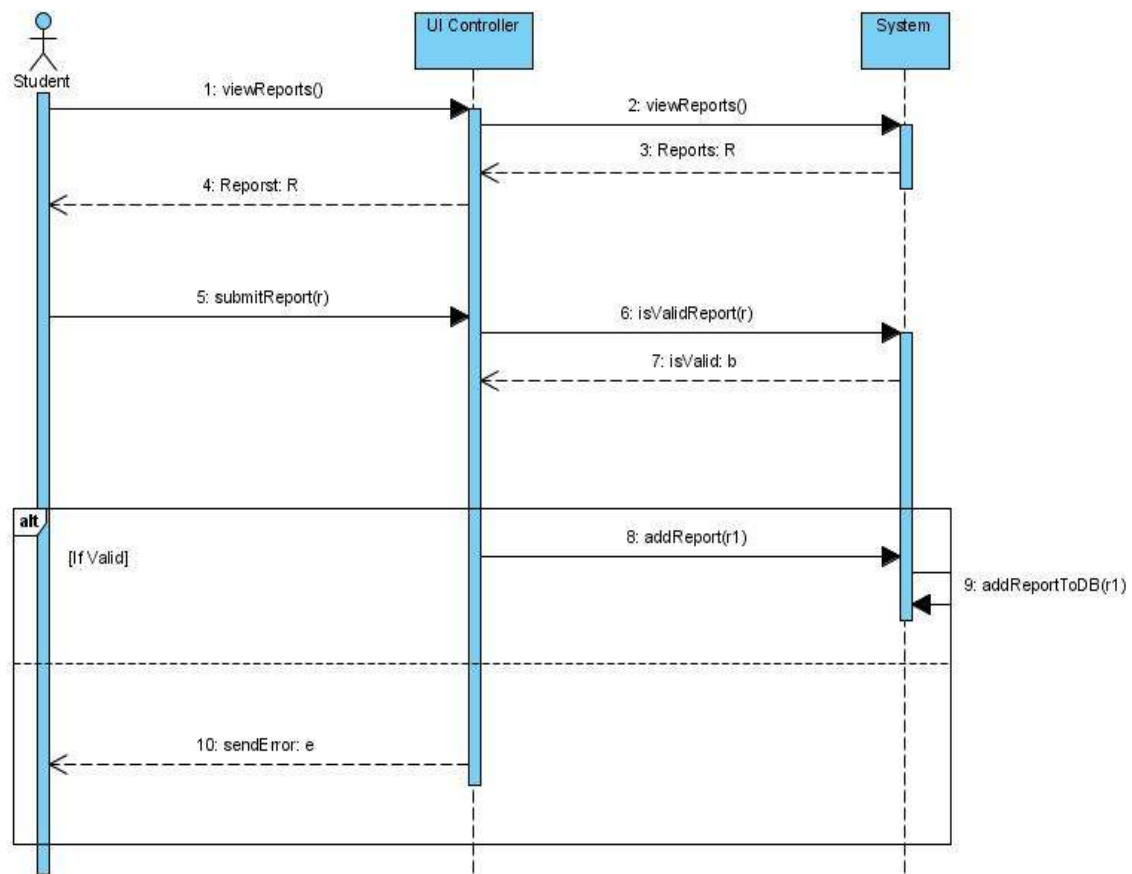 UI Controller
System
Student
1: viewReports()
2: viewReports()
3: Reports: R
4: Reporst: R
5: submitReport(r)
6: isValidReport(r)
7: isValid: b
alt
[If Valid]
8: addReport(r1)
9: addReportToDB(r1)
10: sendError: e